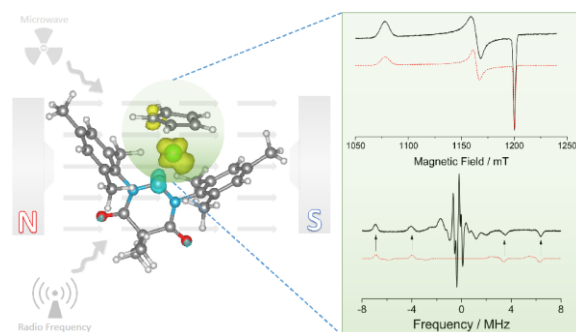 Microwave
N
S
Radio Frequency
1050 1100 1150 1200 1250
Magnetic Field / mT
-8 -4 0 4 8
Frequency / MHz